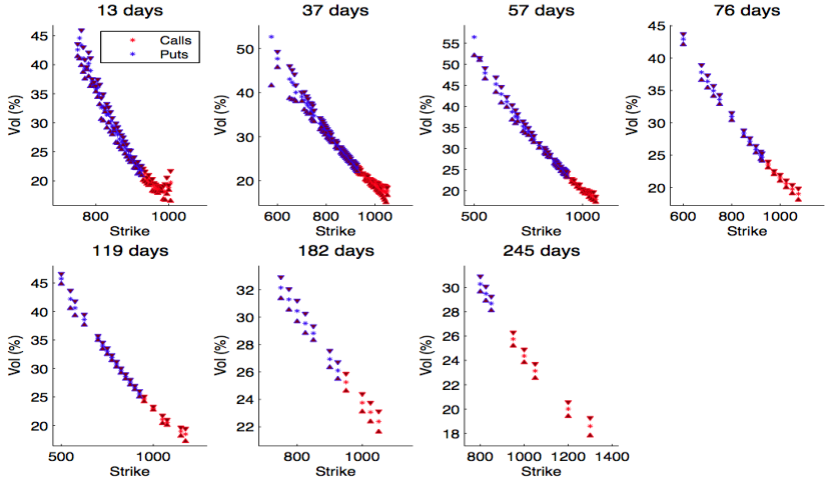 13 days
37 days
57 days
76 days
Calls
Puts
Vol (%)
45
40
35
30
25
20
800
1000
Strike
Vol (%)
50
40
30
20
600
800
1000
Strike
Vol (%)
55
50
45
40
35
30
25
20
500
1000
Strike
Vol (%)
45
40
35
30
25
20
600
800
1000
Strike
119 days
182 days
245 days
Vol (%)
45
40
35
30
25
20
500
1000
Strike
Vol (%)
32
30
28
26
24
22
800
1000
Strike
Vol (%)
30
28
26
24
22
20
18
800
1000
1200
1400
Strike